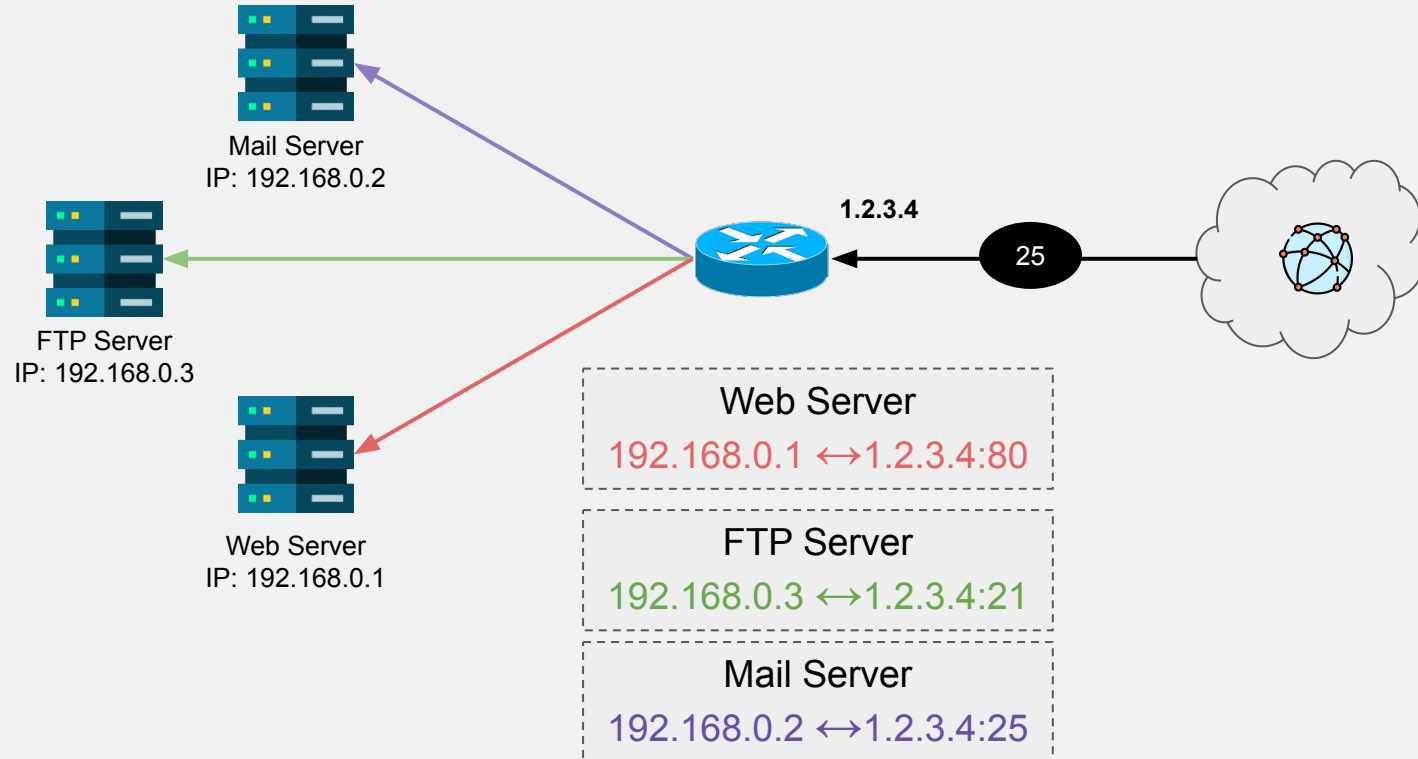 Mail Server
IP: 192.168.0.2
1.2.3.4
25
FTP Server
IP: 192.168.0.3
Web Server
IP: 192.168.0.1
Web Server
192.168.0.1 ↔1.2.3.4:80
FTP Server
192.168.0.3 ↔1.2.3.4:21
Mail Server
192.168.0.2 ↔1.2.3.4:25